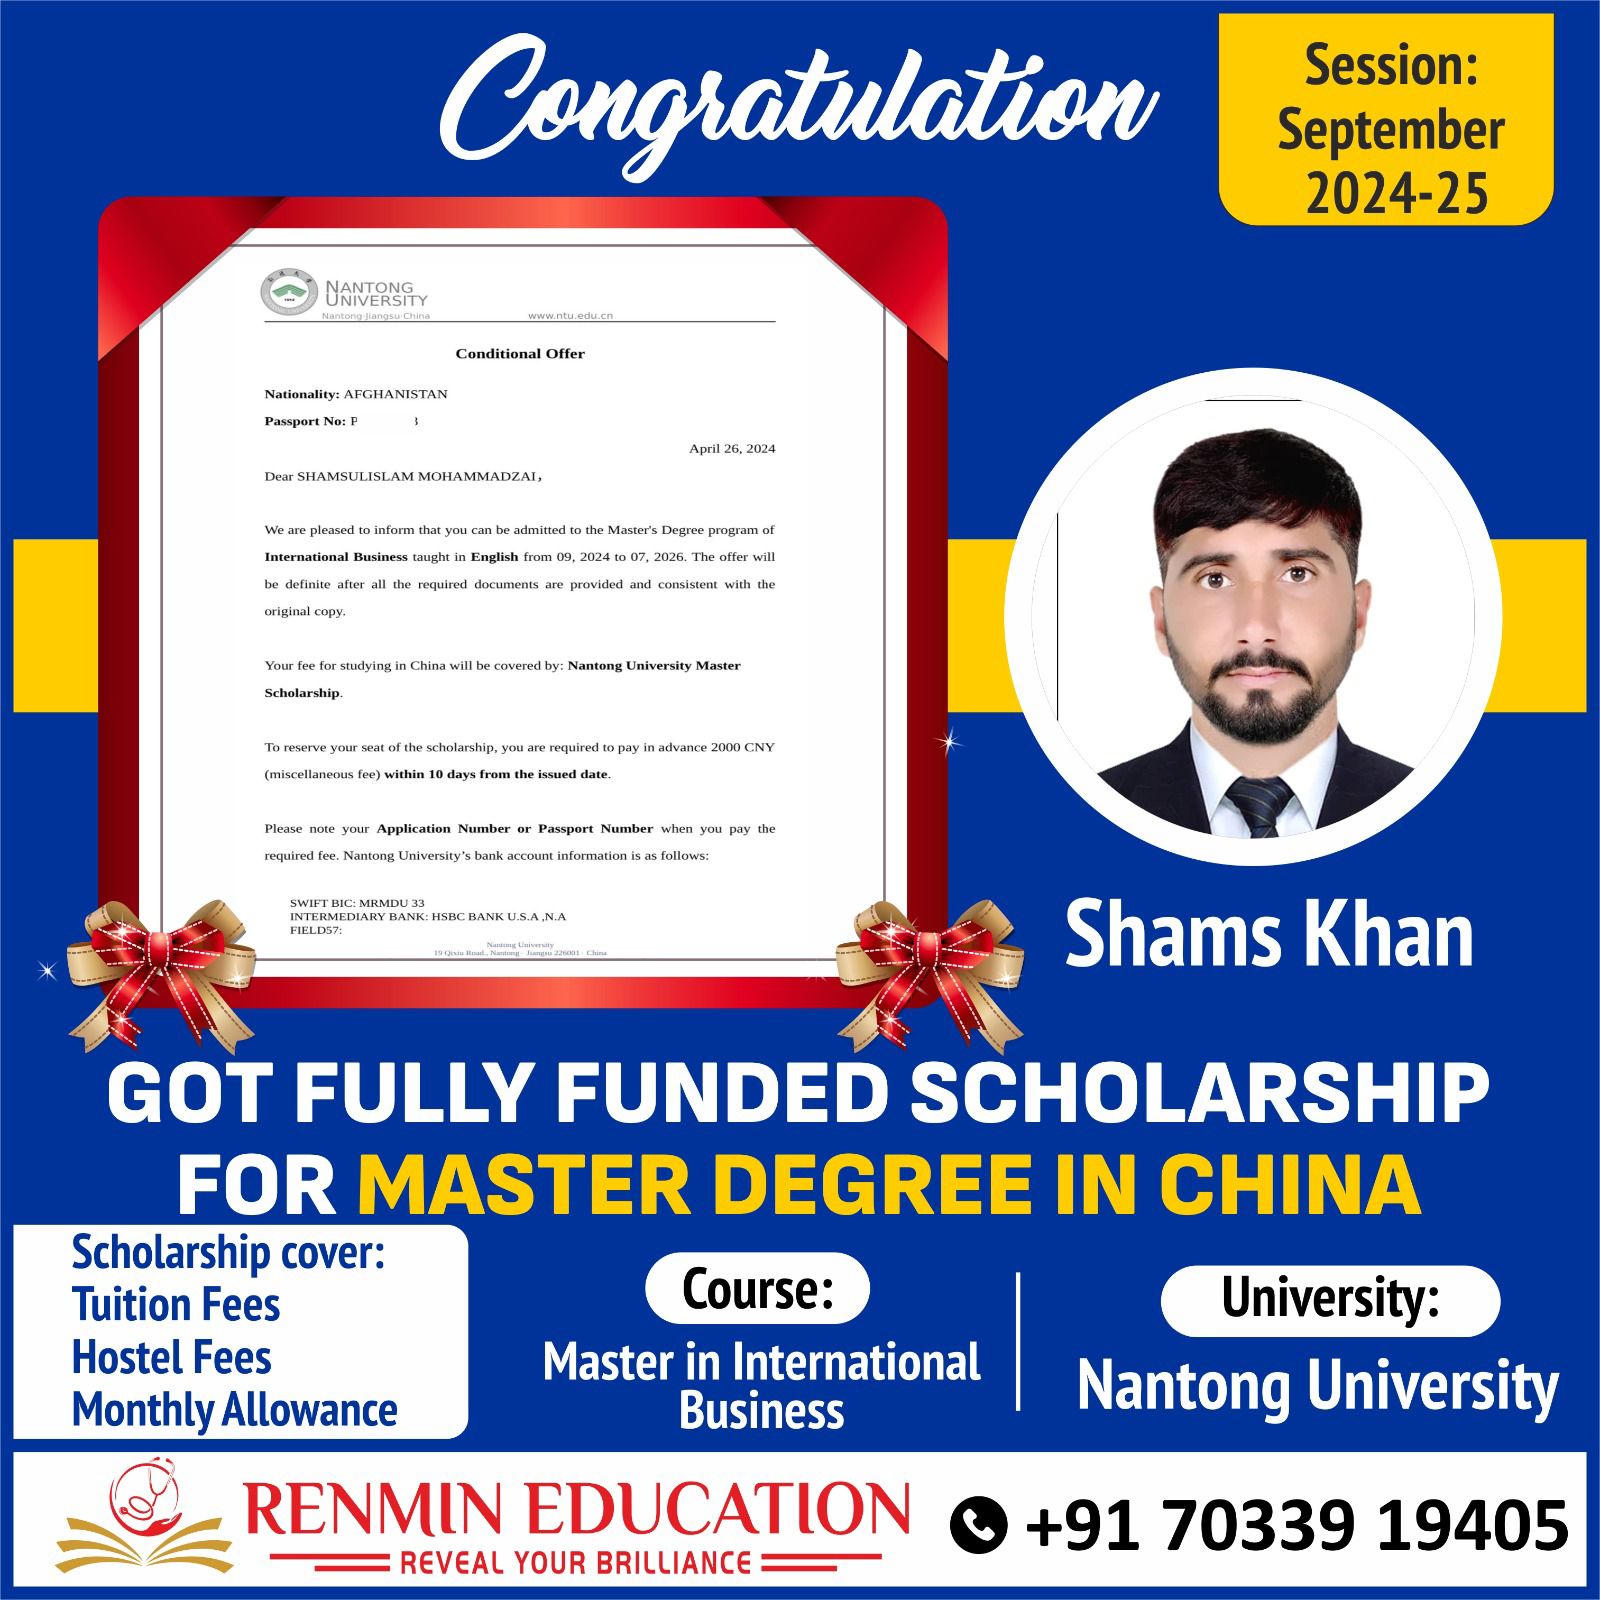 Congratulation
Session:
September
2024-25
NANTONG
UNIVERSITY
Nantong·Jiangsu·China
www.ntu.edu.cn
Conditional Offer
Nationality: AFGHANISTAN
Passport No: P
April 26, 2024
Dear SHAMSULISLAM MOHAMMADZAI,
We are pleased to inform that you can be admitted to the Master's Degree program of
International Business taught in English from 09, 2024 to 07, 2026. The offer will
be definite after all the required documents are provided and consistent with the
original copy.
Your fee for studying in China will be covered by: Nantong University Master
Scholarship.
To reserve your seat of the scholarship, you are required to pay in advance 2000 CNY
(miscellaneous fee) within 10 days from the issued date.
Please note your Application Number or Passport Number when you pay the
required fee. Nantong University’s bank account information is as follows:
SWIFT BIC: MRMDU 33
INTERMEDIARY BANK: HSBC BANK U.S.A ,N.A
FIELD57:
Nantong University
19 Qixiu Road., Nantong · Jiangsu 226001 · China
Shams Khan
GOT FULLY FUNDED SCHOLARSHIP
FOR MASTER DEGREE IN CHINA
Scholarship cover:
Tuition Fees
Hostel Fees
Monthly Allowance
Course:
Master in International
Business
University:
Nantong University
RENMIN EDUCATION
REVEAL YOUR BRILLIANCE
+91 70339 19405